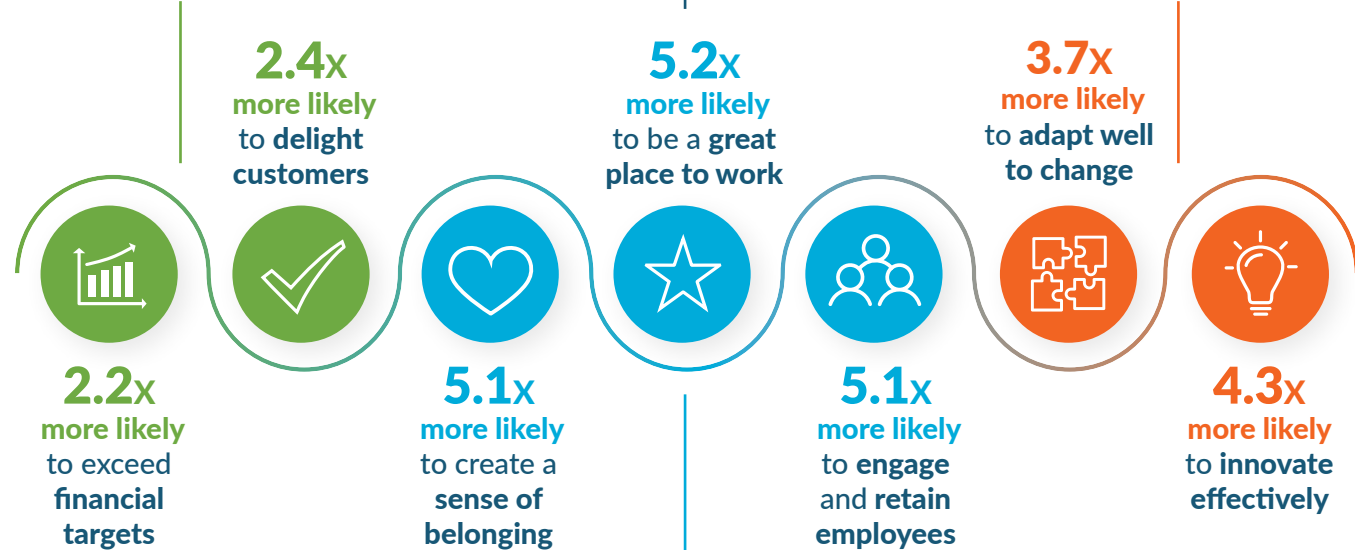 2.2x
more likely
to exceed
financial
targets
2.4x
more likely
to delight
customers
5.1x
more likely
to create a
sense of
belonging
5.2x
more likely
to be a great
place to work
5.1x
more likely
to engage
and retain
employees
3.7x
more likely
to adapt well
to change
4.3x
more likely
to innovate
effectively